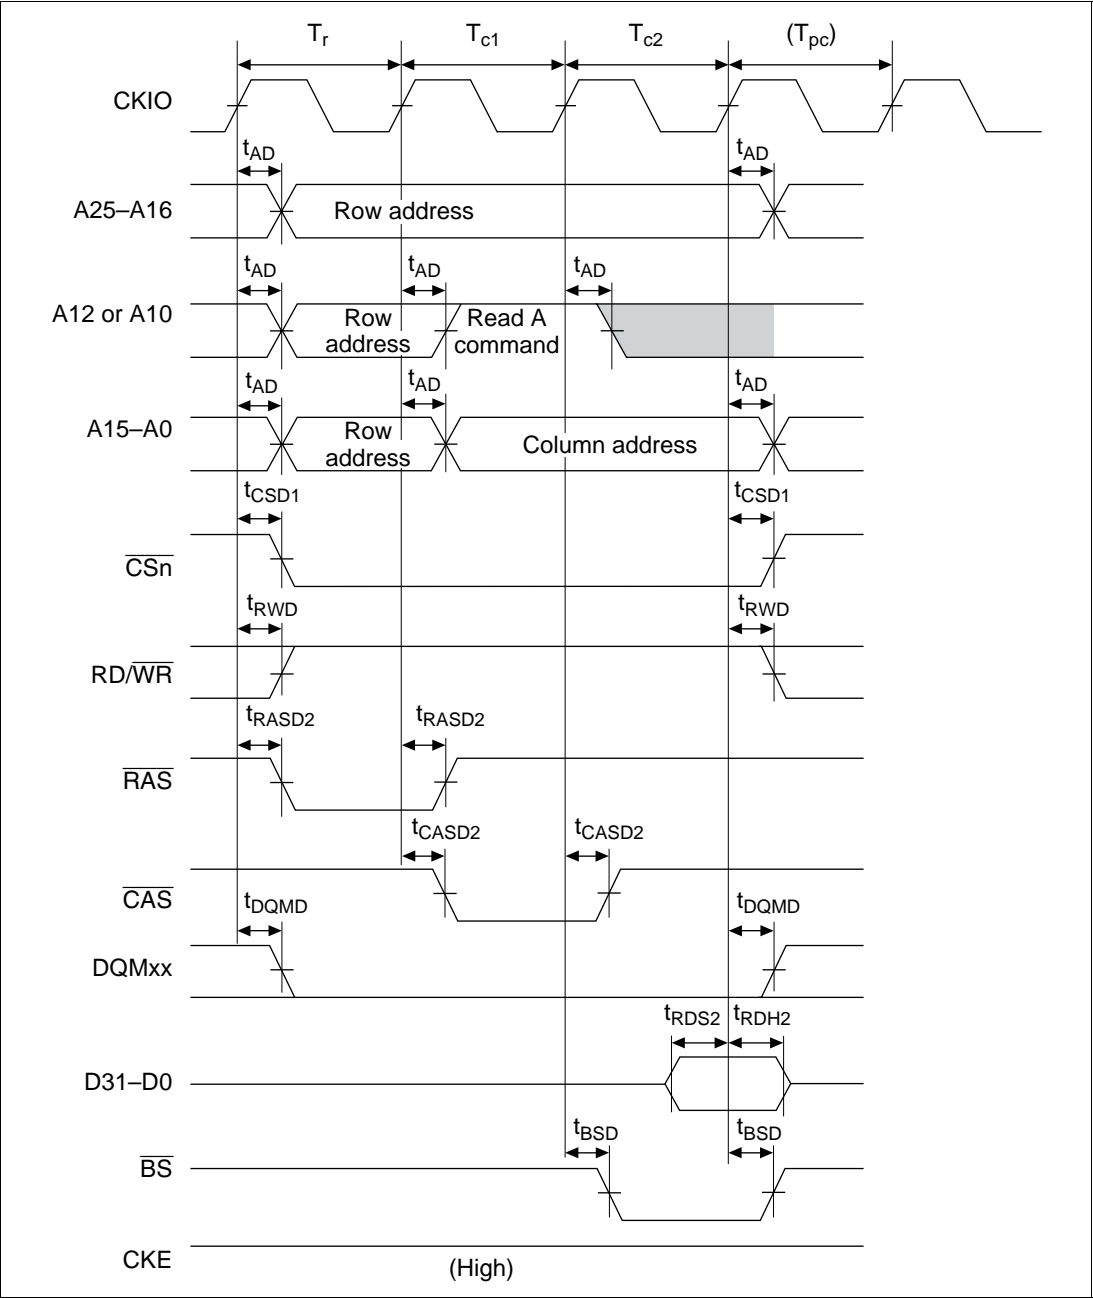 Tr Tc1 Tc2 (Tpc)
CKIO
tAD tAD
A25–A16 Row address
tAD tAD tAD
A12 or A10 Row address Read A command
tAD tAD tAD
A15–A0 Row address Column address
tCSD1 tCSD1
CSn
tRWD tRWD
RD/WR
tRASD2 tRASD2
RAS
tCASD2 tCASD2
CAS
tDQMD tDQMD
DQMxx
tRDS2 tRDH2
D31–D0
tBSD tBSD
BS
CKE (High)